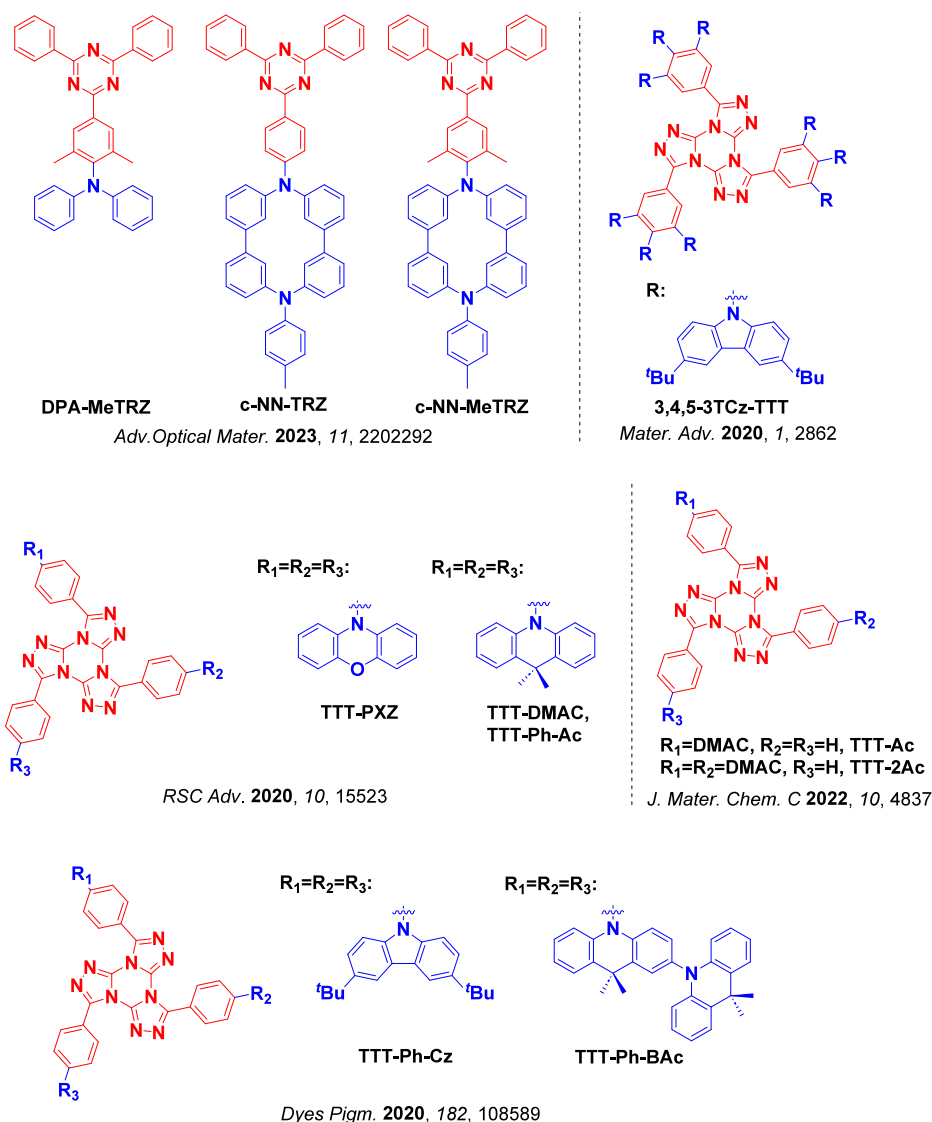 DPA-MeTRZ
c-NN-TRZ
c-NN-MeTRZ
Adv.Optical Mater. 2023, 11, 2202292
N N N N
N N N N N
N N N N N
R R R R R R R R R
N N N N N N N N N
R:
N
tBu tBu
3,4,5-3TCz-TTT
Mater. Adv. 2020, 1, 2862
R1
R2
R3
N N N N N N N N N
R1=R2=R3:
N
O
TTT-PXZ
R1=R2=R3:
N
TTT-DMAC,
TTT-Ph-Ac
RSC Adv. 2020, 10, 15523
R1
R2
R3
N N N N N N N N N
R1=DMAC, R2=R3=H, TTT-Ac
R1=R2=DMAC, R3=H, TTT-2Ac
J. Mater. Chem. C 2022, 10, 4837
R1
R2
R3
N N N N N N N N N
R1=R2=R3:
N
tBu tBu
TTT-Ph-Cz
R1=R2=R3:
N
N
TTT-Ph-BAc
Dyes Pigm. 2020, 182, 108589